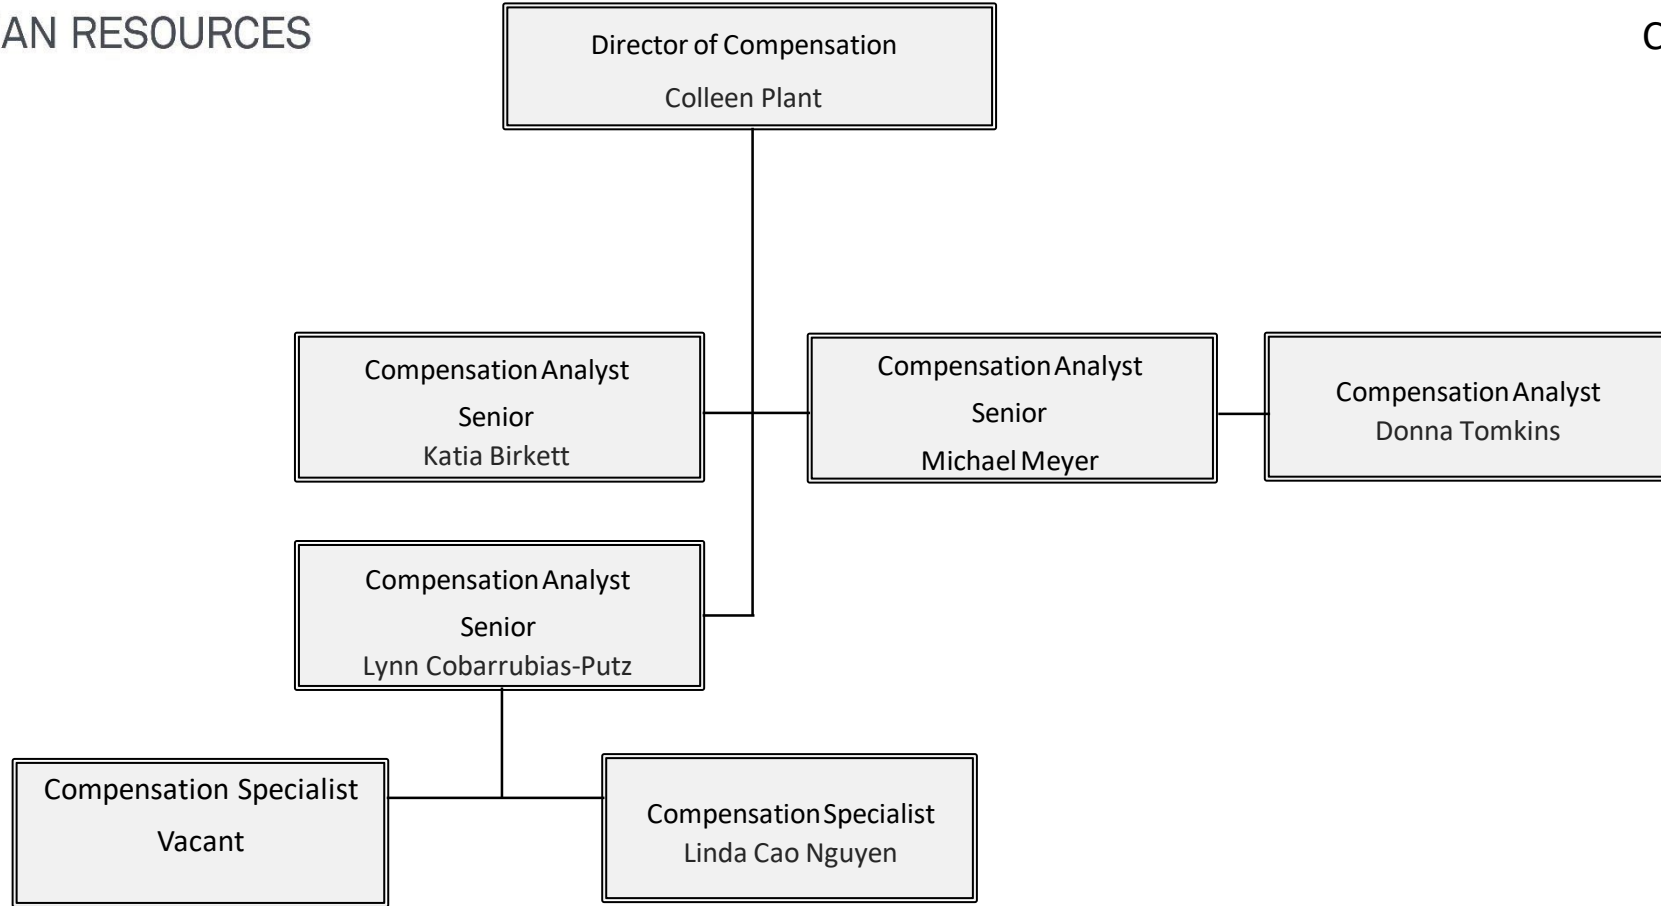 AN RESOURCES
C
Director of Compensation
Colleen Plant
Compensation Analyst
Senior
Katia Birkett
Compensation Analyst
Senior
Michael Meyer
Compensation Analyst
Donna Tomkins
Compensation Analyst
Senior
Lynn Cobarrubias-Putz
Compensation Specialist
Vacant
Compensation Specialist
Linda Cao Nguyen